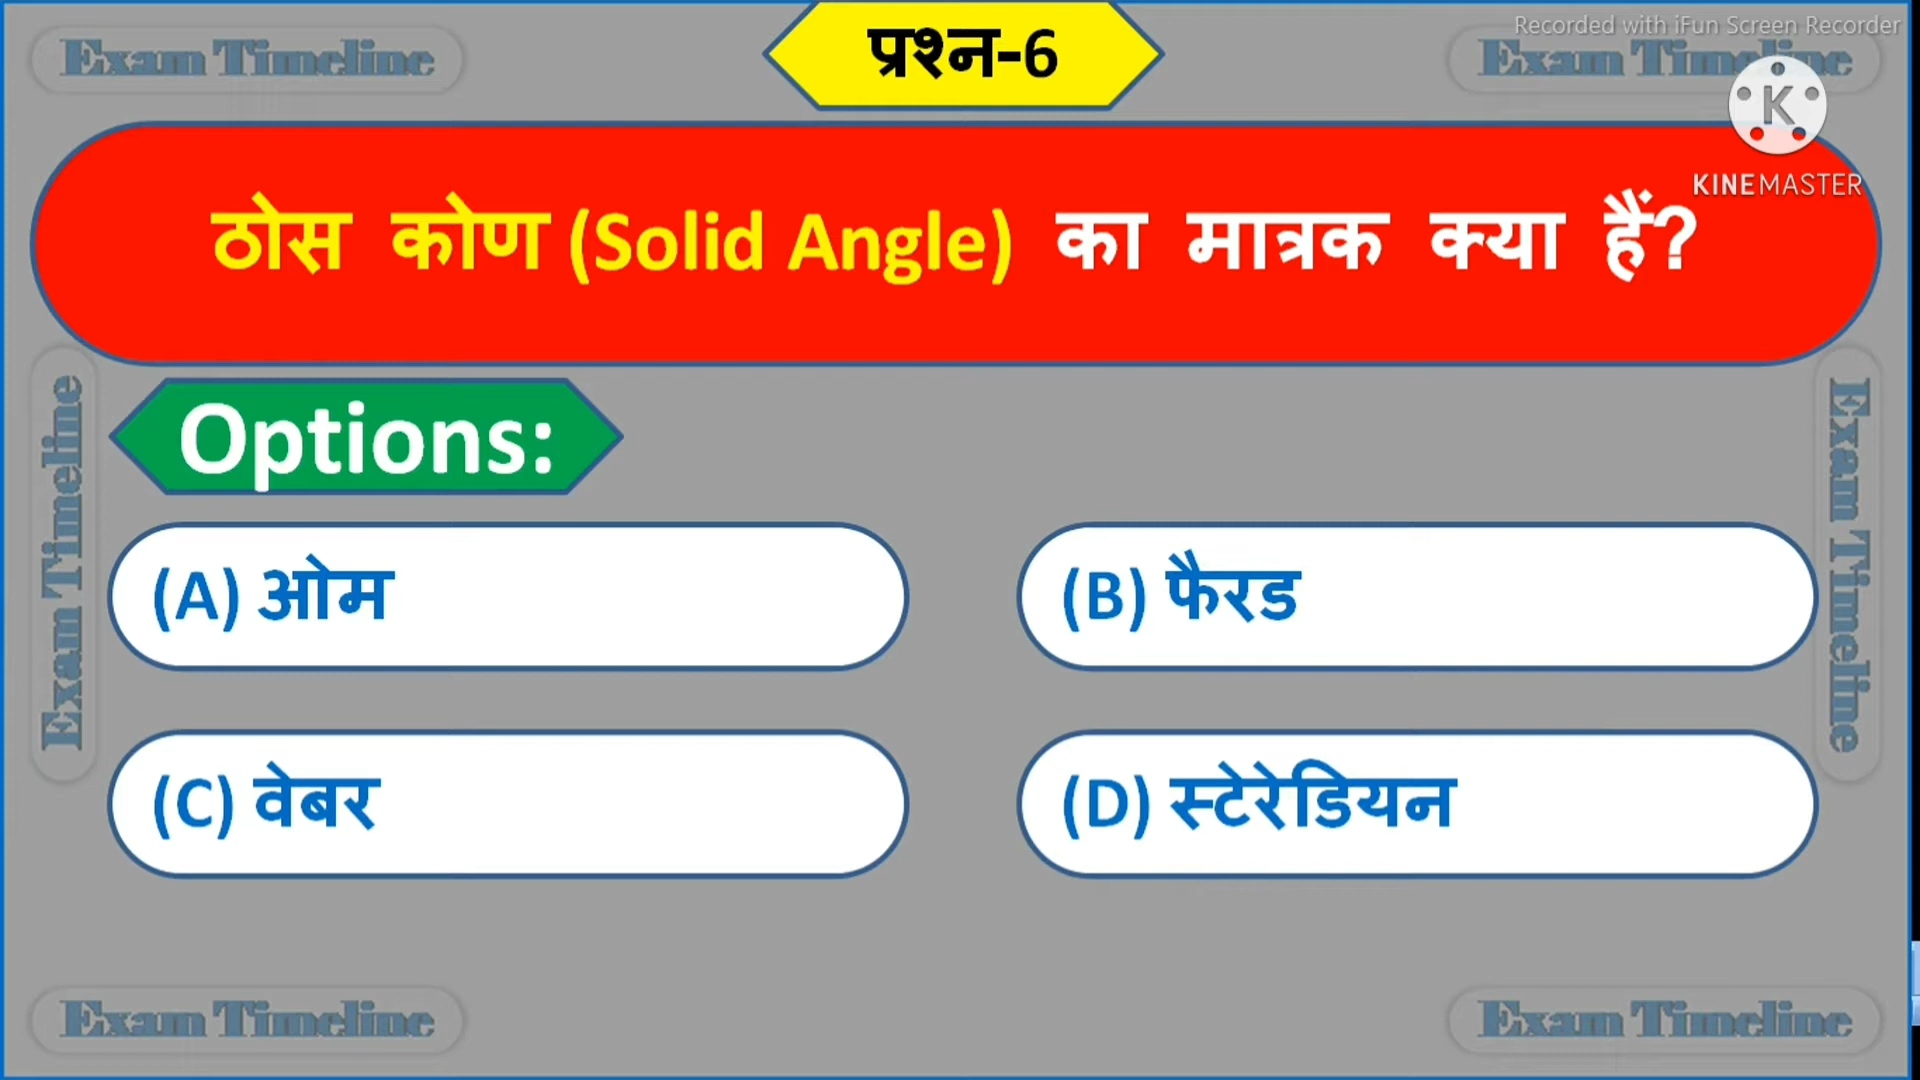 Recorded with iFun Screen Recorder
Exam Timeline
प्रश्न-6
Exam Timeline
K
KINEMASTER
ठोस कोण (Solid Angle) का मात्रक क्या हैं?
Exam Timeline
Exam Timeline
Options:
(A) ओम
(B) फैरड
(C) वेबर
(D) स्टेरेडियन
Exam Timeline
Exam Timeline